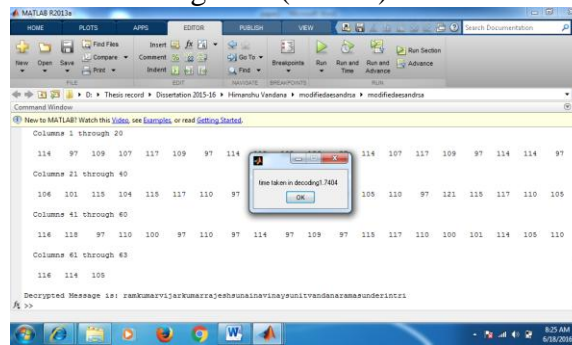 MATLAB R2013a
HOME PLOTS APPS EDITOR PUBLISH VIEW Search Documentation
New Open Save Find Files Compare Print Insert Comment Indent Go To Find Breakpoints Run Run and Time Run and Advance Run Section Advance
FILE EDIT NAVIGATE BREAKPOINTS RUN
D: Thesis record Dissertation 2015-16 Himanshu Vandana modifiedaesandrsa modifiedaesandrsa
Command Window
New to MATLAB? Watch this Video, see Examples, or read Getting Started.
Columns 1 through 20
114 97 109 107 117 109 97 114 114 107 117 109 97 114 114 97
time taken in decoding1.7404
OK
Columns 21 through 40
106 101 115 104 115 117 110 97 105 110 97 121 115 117 110 105
Columns 41 through 60
116 118 97 110 100 97 110 97 114 97 109 97 115 117 110 100 101 114 105 110
Columns 61 through 63
116 114 105
Decrypted Message is: ramkumarvijarkumarrajeshsunainavinaysunitvandanaramasunderintri
fx >>
8:25 AM
6/18/2016